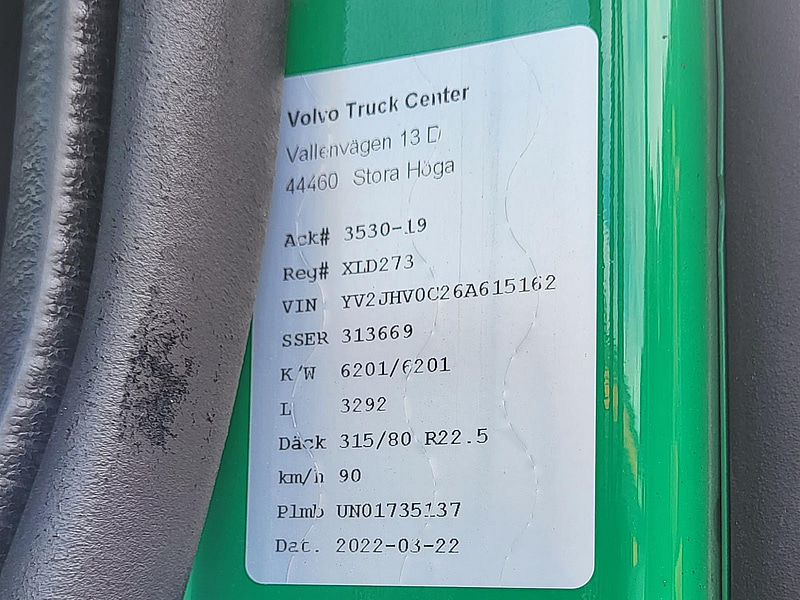 Volvo Truck Center
Vallenvägen 13 D
44460 Stora Höga
Ack# 3530-19
Reg# XLD273
VIN YV2JHV0C26A615162
SSER 313669
K/W 6201/6201
L 3292
Däck 315/80 R22.5
km/h 90
Plmb UN01735137
Dat. 2022-03-22